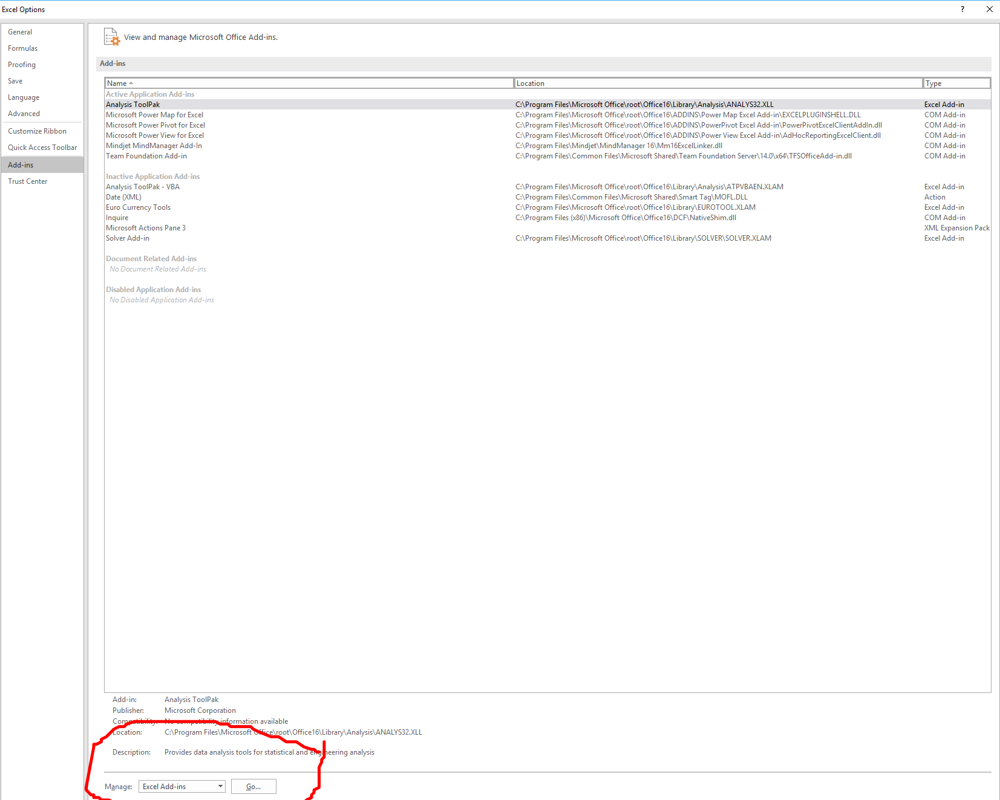 Excel Options
?
General
Formulas
Proofing
Save
Language
Advanced
Customize Ribbon
Quick Access Toolbar
Add-ins
Trust Center
View and manage Microsoft Office Add-ins.
Add-ins
Name Location Type
Active Application Add-ins
Analysis ToolPak C:\Program Files\Microsoft Office\root\Office16\Library\Analysis\ANALYS32.XLL Excel Add-in
Microsoft Power Map for Excel C:\Program Files\Microsoft Office\root\Office16\ADDINS\Power Map Excel Add-in\EXCELPLUGINSHELL.DLL COM Add-in
Microsoft Power Pivot for Excel C:\Program Files\Microsoft Office\root\Office16\ADDINS\PowerPivot Excel Add-in\PowerPivotExcelClientAddIn.dll COM Add-in
Microsoft Power View for Excel C:\Program Files\Microsoft Office\root\Office16\ADDINS\Power View Excel Add-in\AdHocReportingExcelClient.dll COM Add-in
Mindjet MindManager Add-In C:\Program Files\Mindjet\MindManager 16\Mm16ExcelLinker.dll COM Add-in
Team Foundation Add-in C:\Program Files\Common Files\Microsoft Shared\Team Foundation Server\14.0\x64\TFSOfficeAdd-in.dll COM Add-in
Inactive Application Add-ins
Analysis ToolPak - VBA C:\Program Files\Microsoft Office\root\Office16\Library\Analysis\ATPVBAEN.XLAM Excel Add-in
Date (XML) C:\Program Files\Common Files\Microsoft Shared\Smart Tag\MOFL.DLL Action
Euro Currency Tools C:\Program Files\Microsoft Office\root\Office16\Library\EUROTOOL.XLAM Excel Add-in
Inquire C:\Program Files (x86)\Microsoft Office\Office16\DCF\NativeShim.dll COM Add-in
Microsoft Actions Pane 3 XML Expansion Pack
Solver Add-in C:\Program Files\Microsoft Office\root\Office16\Library\SOLVER\SOLVER.XLAM Excel Add-in
Document Related Add-ins
No Document Related Add-ins
Disabled Application Add-ins
No Disabled Application Add-ins
Add-in: Analysis ToolPak
Publisher: Microsoft Corporation
Compatibility: No compatibility information available
Location: C:\Program Files\Microsoft Office\root\Office16\Library\Analysis\ANALYS32.XLL
Description: Provides data analysis tools for statistical and engineering analysis
Manage: Excel Add-ins Go...